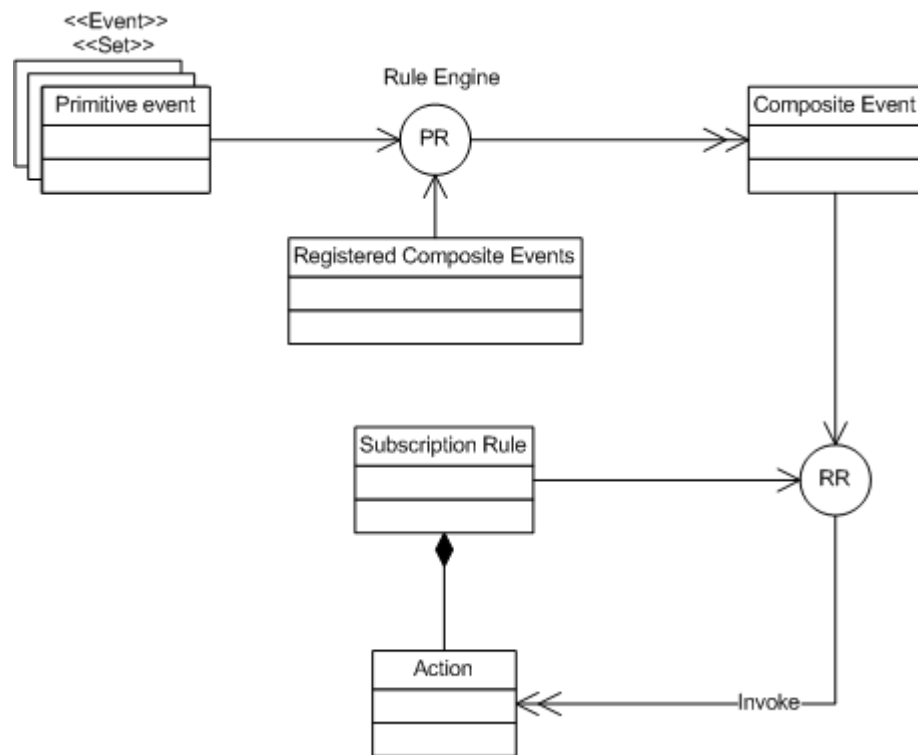 <<Event>>
<<Set>>
Primitive event
Rule Engine
PR
Composite Event
Registered Composite Events
Subscription Rule
RR
Action
Invoke